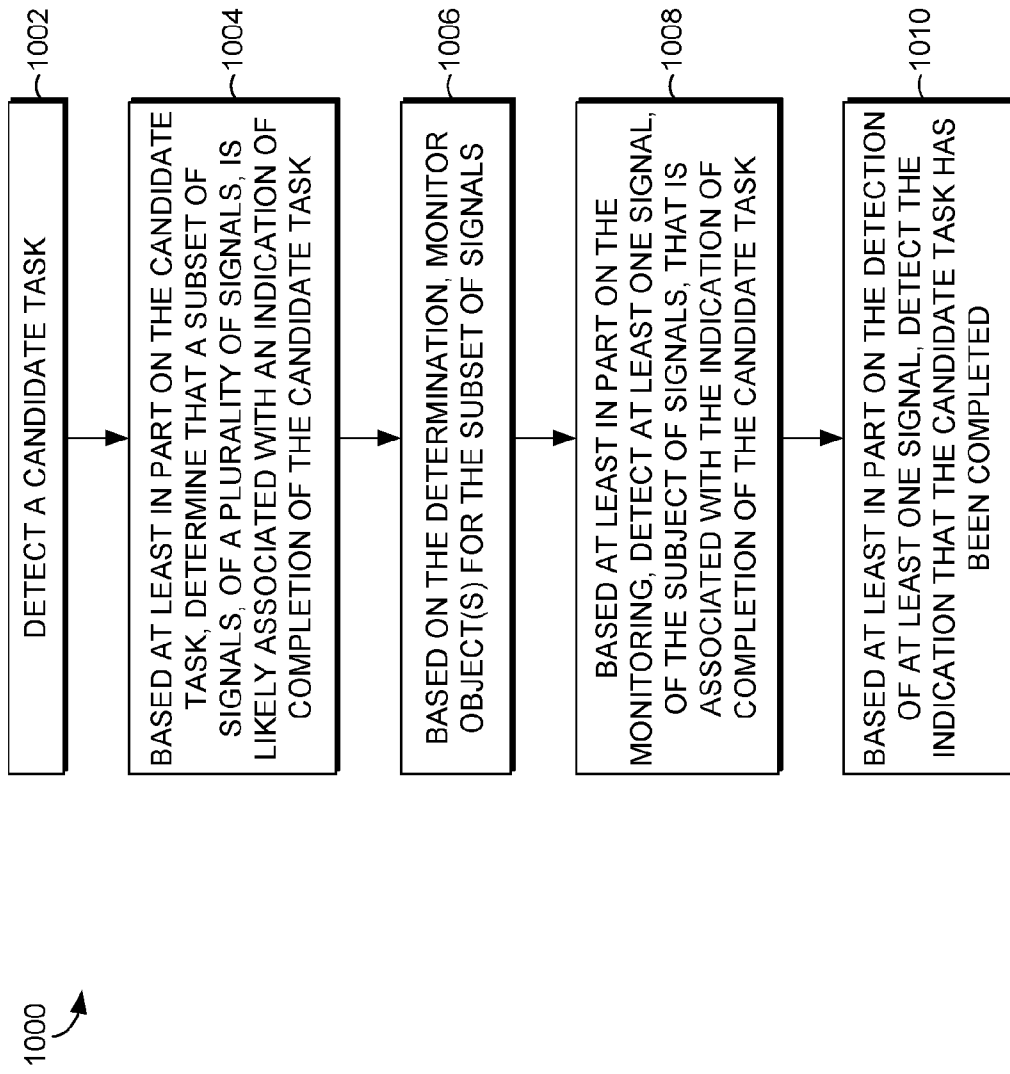 1000
DETECT A CANDIDATE TASK
1002
BASED AT LEAST IN PART ON THE CANDIDATE
TASK, DETERMINE THAT A SUBSET OF
SIGNALS, OF A PLURALITY OF SIGNALS, IS
LIKELY ASSOCIATED WITH AN INDICATION OF
COMPLETION OF THE CANDIDATE TASK
1004
BASED ON THE DETERMINATION, MONITOR
OBJECT(S) FOR THE SUBSET OF SIGNALS
1006
BASED AT LEAST IN PART ON THE
MONITORING, DETECT AT LEAST ONE SIGNAL,
OF THE SUBJECT OF SIGNALS, THAT IS
ASSOCIATED WITH THE INDICATION OF
COMPLETION OF THE CANDIDATE TASK
1008
BASED AT LEAST IN PART ON THE DETECTION
OF AT LEAST ONE SIGNAL, DETECT THE
INDICATION THAT THE CANDIDATE TASK HAS
BEEN COMPLETED
1010